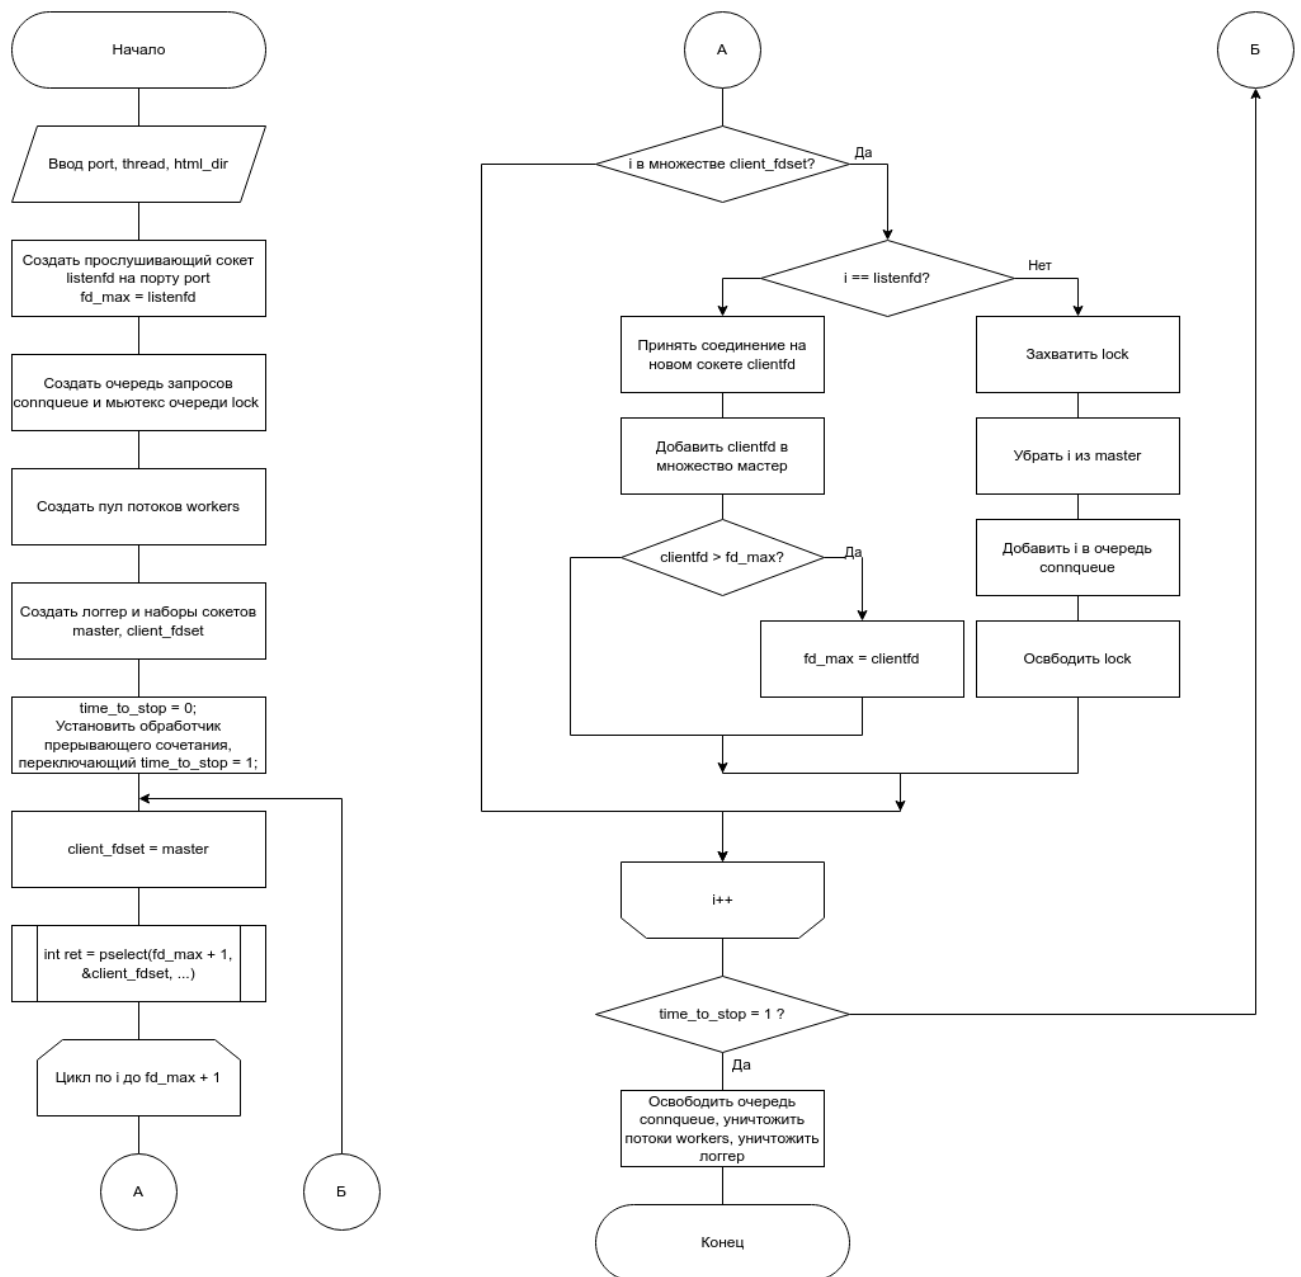 Начало
Ввод port, thread, html_dir
Создать прослушивающий сокет
listenfd на порту port
fd_max = listenfd
Создать очередь запросов
connqueue и мьютекс очереди lock
Создать пул потоков workers
Создать логгер и наборы сокетов
master, client_fdset
time_to_stop = 0;
Установить обработчик
прерывающего сочетания,
переключающий time_to_stop = 1;
client_fdset = master
int ret = pselect(fd_max + 1,
&client_fdset, ...)
Цикл по i до fd_max + 1
А
Б
А
i в множестве client_fdset?
Да
i == listenfd?
Нет
Принять соединение на
новом сокете clientfd
Добавить clientfd в
множество мастер
clientfd > fd_max?
Да
fd_max = clientfd
Захватить lock
Убрать i из master
Добавить i в очередь
connqueue
Освбодить lock
i++
time_to_stop = 1 ?
Да
Освободить очередь
connqueue, уничтожить
потоки workers, уничтожить
логгер
Конец
Б